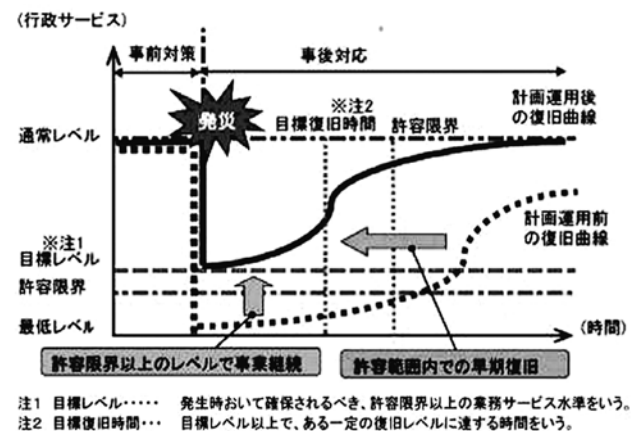 (行政サービス)
事前対策
事後対応
発災
※注2
目標復旧時間
許容限界
計画運用後
の復旧曲線
通常レベル
※注1
目標レベル
許容限界
最低レベル
計画運用前
の復旧曲線
(時間)
許容限界以上のレベルで事業継続
許容範囲内での早期復旧
注1 目標レベル‥‥‥ 発生時おいて確保されるべき、許容限界以上の業務サービス水準をいう。
注2 目標復旧時間‥‥ 目標レベル以上で、ある一定の復旧レベルに達する時間をいう。